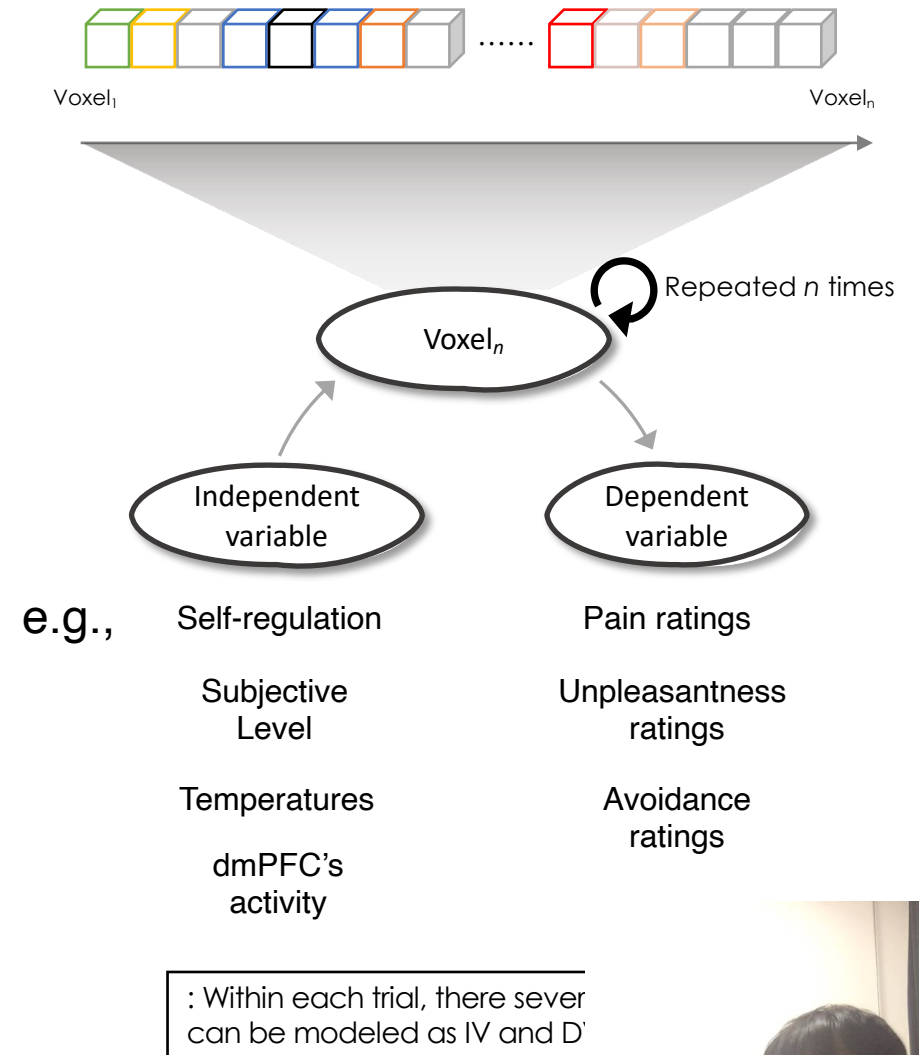 ......
Voxel₁ Voxelₙ
Repeated n times
Voxelₙ
Independent
variable
Dependent
variable
e.g., Self-regulation Pain ratings
Subjective
Level
Unpleasantness
ratings
Temperatures
Avoidance
ratings
dmPFC’s
activity
: Within each trial, there
can be modeled as IV and